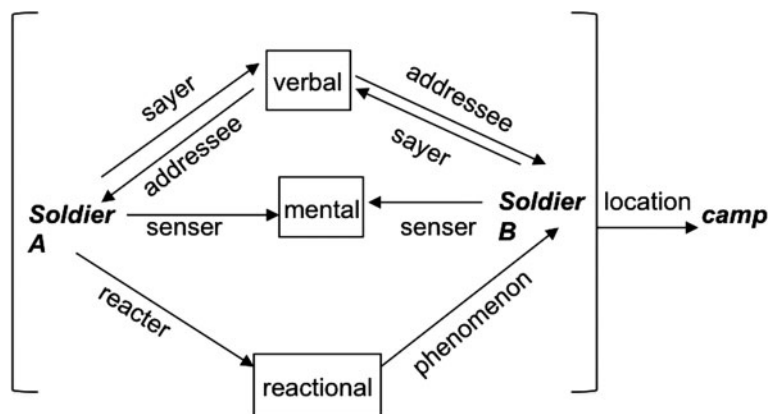 verbal
sayer
addressee
addressee
sayer
Soldier
A
senser
mental
senser
Soldier
B
location
camp
reacter
phenomenon
reactional